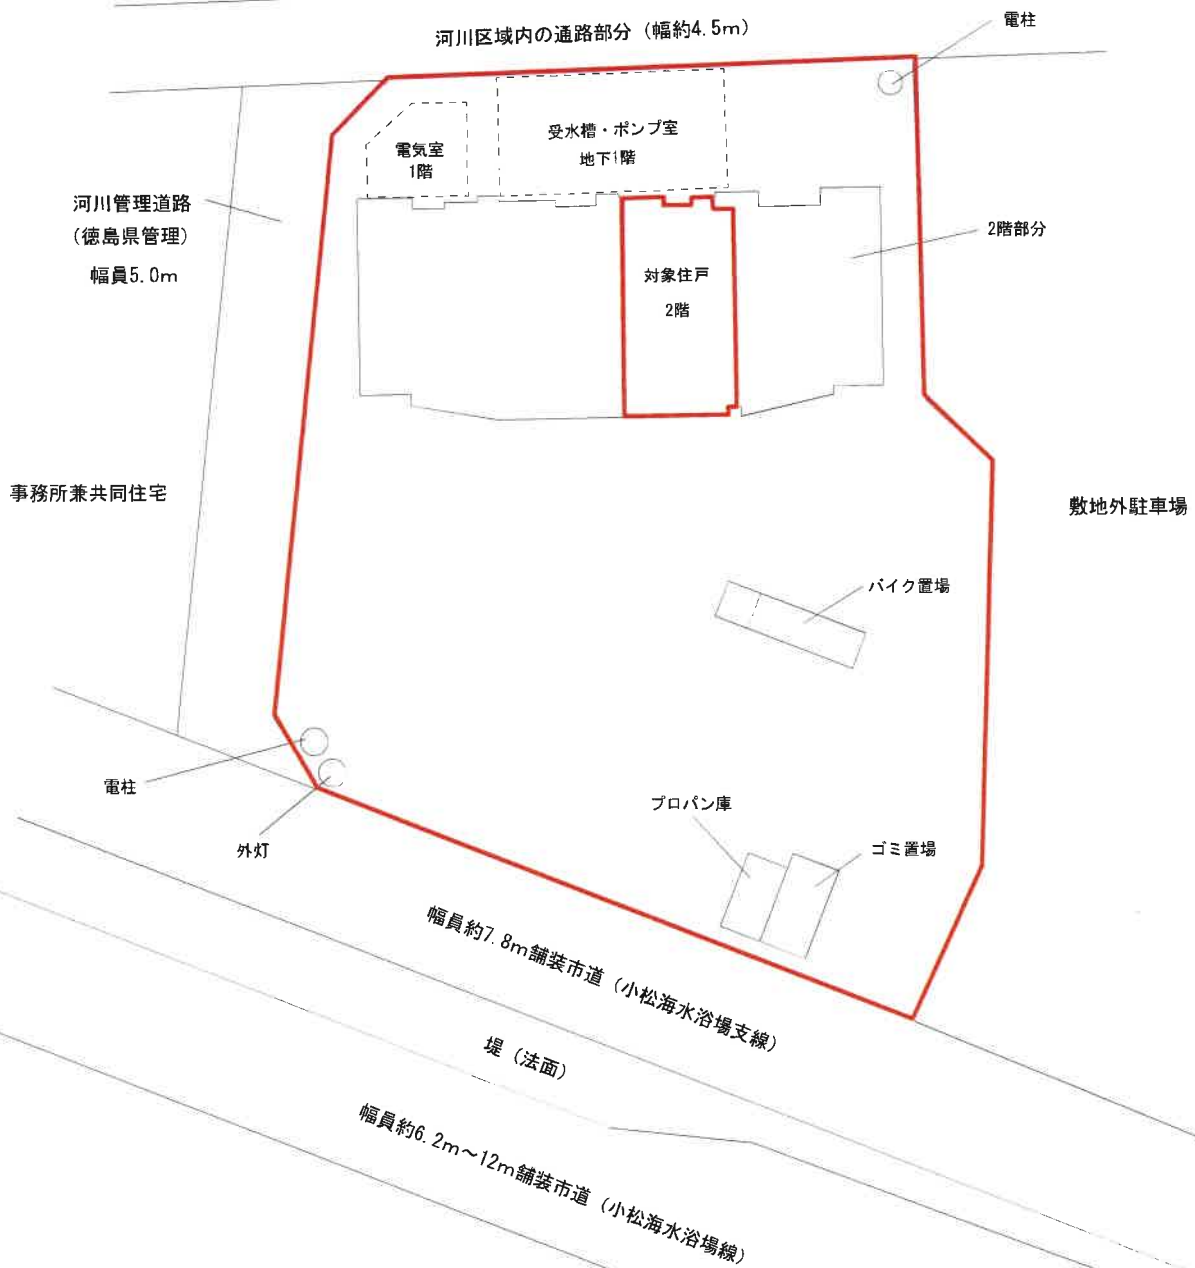 電柱
河川区域内の通路部分（幅約4.5m）
受水槽・ポンプ室
地下1階
電気室
1階
河川管理道路
（徳島県管理）
幅員5.0m
2階部分
対象住戸
2階
事務所兼共同住宅
敷地外駐車場
バイク置場
電柱
プロパン庫
外灯
ゴミ置場
幅員約7.8m舗装市道（小松海水浴場支線）
堤（法面）
幅員約6.2m～12m舗装市道（小松海水浴場線）